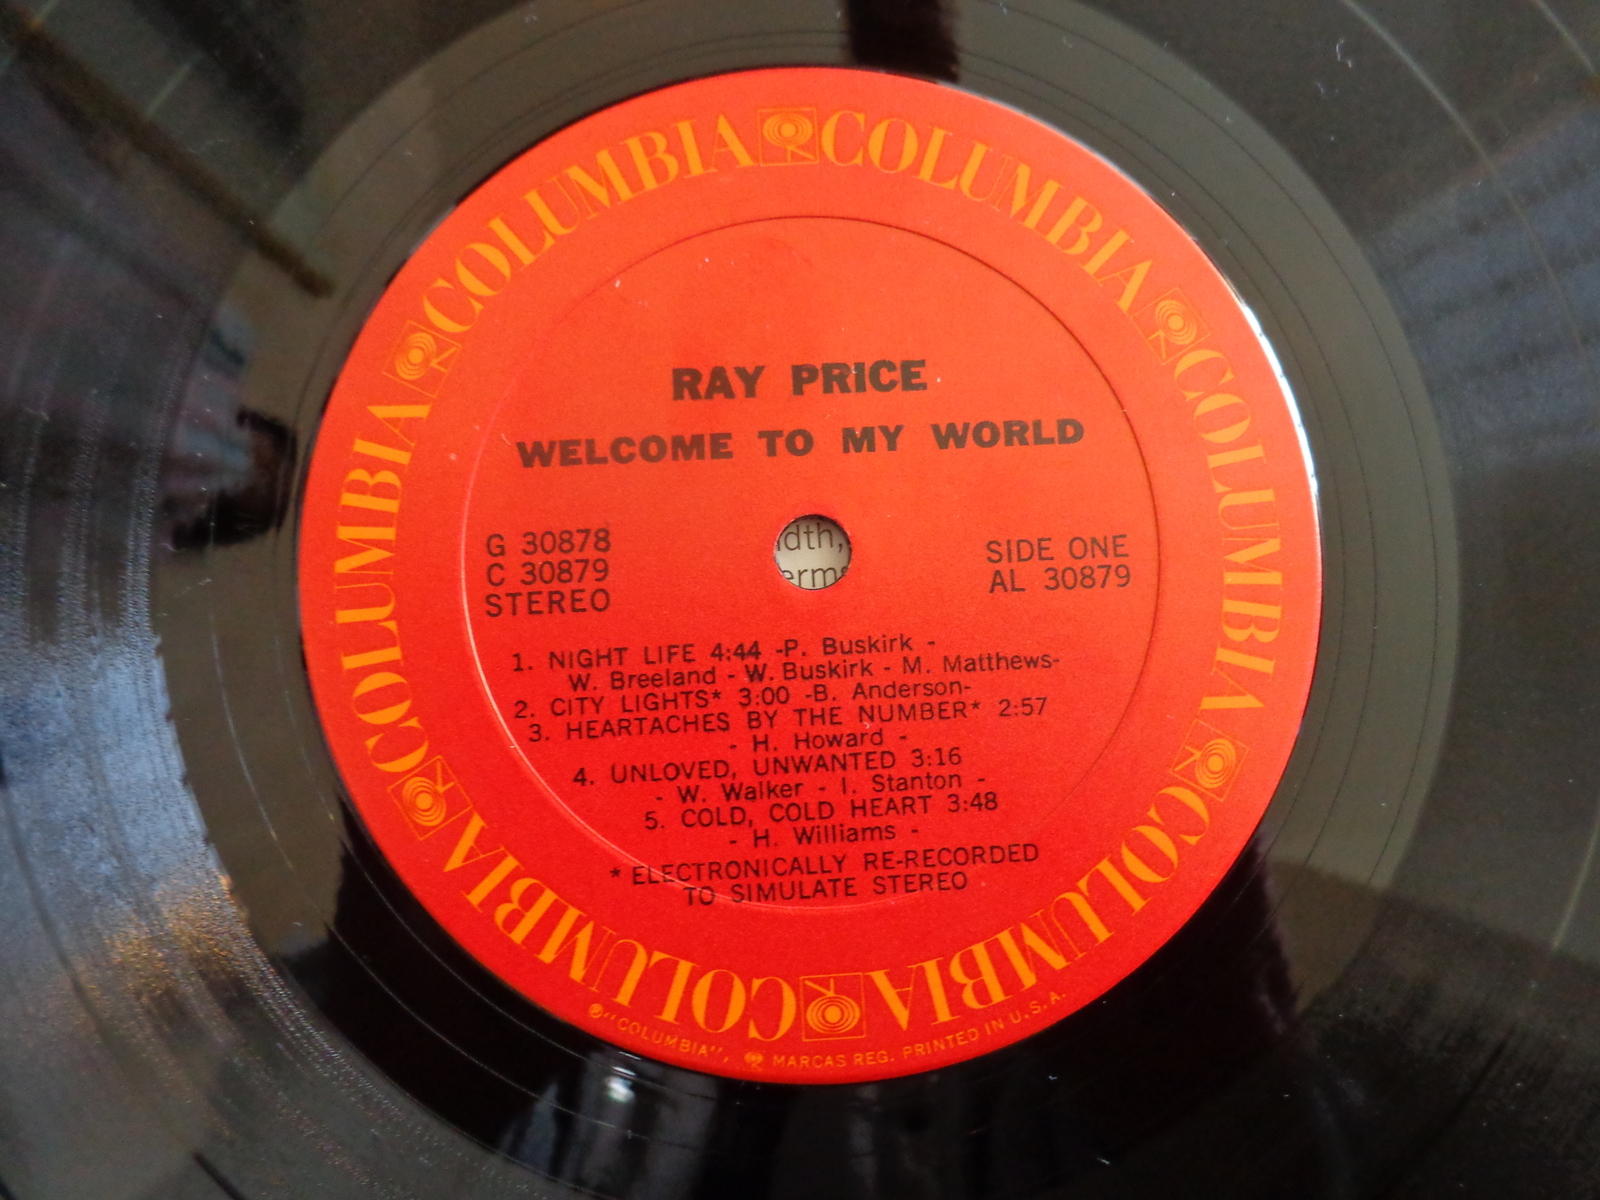 COLUMBIA COLUMBIA COLUMBIA COLUMBIA COLUMBIA COLUMBIA
RAY PRICE
WELCOME TO MY WORLD
G 30878
C 30879
STEREO
dth,
erms
SIDE ONE
AL 30879
1. NIGHT LIFE 4:44 -P. Buskirk -
W. Breeland - W. Buskirk - M. Matthews-
2. CITY LIGHTS* 3:00 -B. Anderson-
3. HEARTACHES BY THE NUMBER* 2:57
- H. Howard -
4. UNLOVED, UNWANTED 3:16
- W. Walker - I. Stanton -
5. COLD, COLD HEART 3:48
- H. Williams -
* ELECTRONICALLY RE-RECORDED
TO SIMULATE STEREO
®"COLUMBIA", MARCAS REG. PRINTED IN U.S.A.